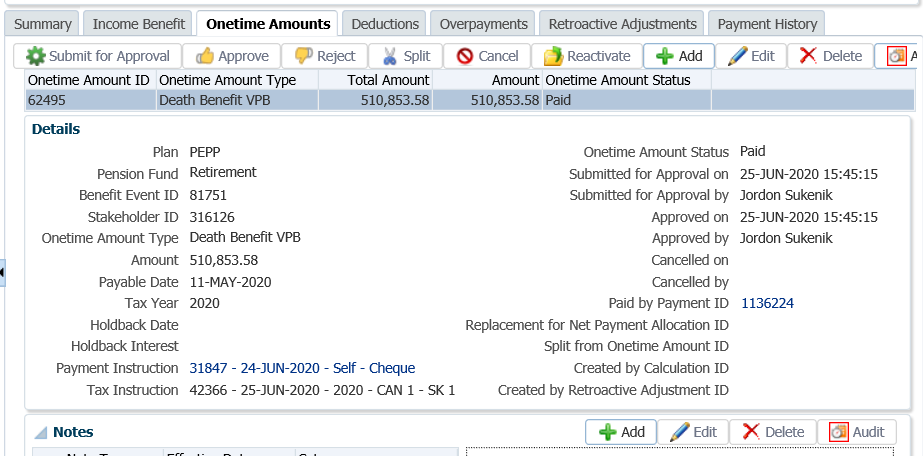 Summary Income Benefit Onetime Amounts Deductions Overpayments Retroactive Adjustments Payment History
Submit for Approval Approve Reject Split Cancel Reactivate Add Edit Delete A
Onetime Amount ID Onetime Amount Type Total Amount Amount Onetime Amount Status
62495 Death Benefit VPB 510,853.58 510,853.58 Paid
Details
Plan PEPP Onetime Amount Status Paid
Pension Fund Retirement Submitted for Approval on 25-JUN-2020 15:45:15
Benefit Event ID 81751 Submitted for Approval by Jordon Sukenik
Stakeholder ID 316126 Approved on 25-JUN-2020 15:45:15
Onetime Amount Type Death Benefit VPB Approved by Jordon Sukenik
Amount 510,853.58 Cancelled on
Payable Date 11-MAY-2020 Cancelled by
Tax Year 2020 Paid by Payment ID 1136224
Holdback Date Replacement for Net Payment Allocation ID
Holdback Interest Split from Onetime Amount ID
Payment Instruction 31847 - 24-JUN-2020 - Self - Cheque Created by Calculation ID
Tax Instruction 42366 - 25-JUN-2020 - 2020 - CAN 1 - SK 1 Created by Retroactive Adjustment ID
Notes Add Edit Delete Audit